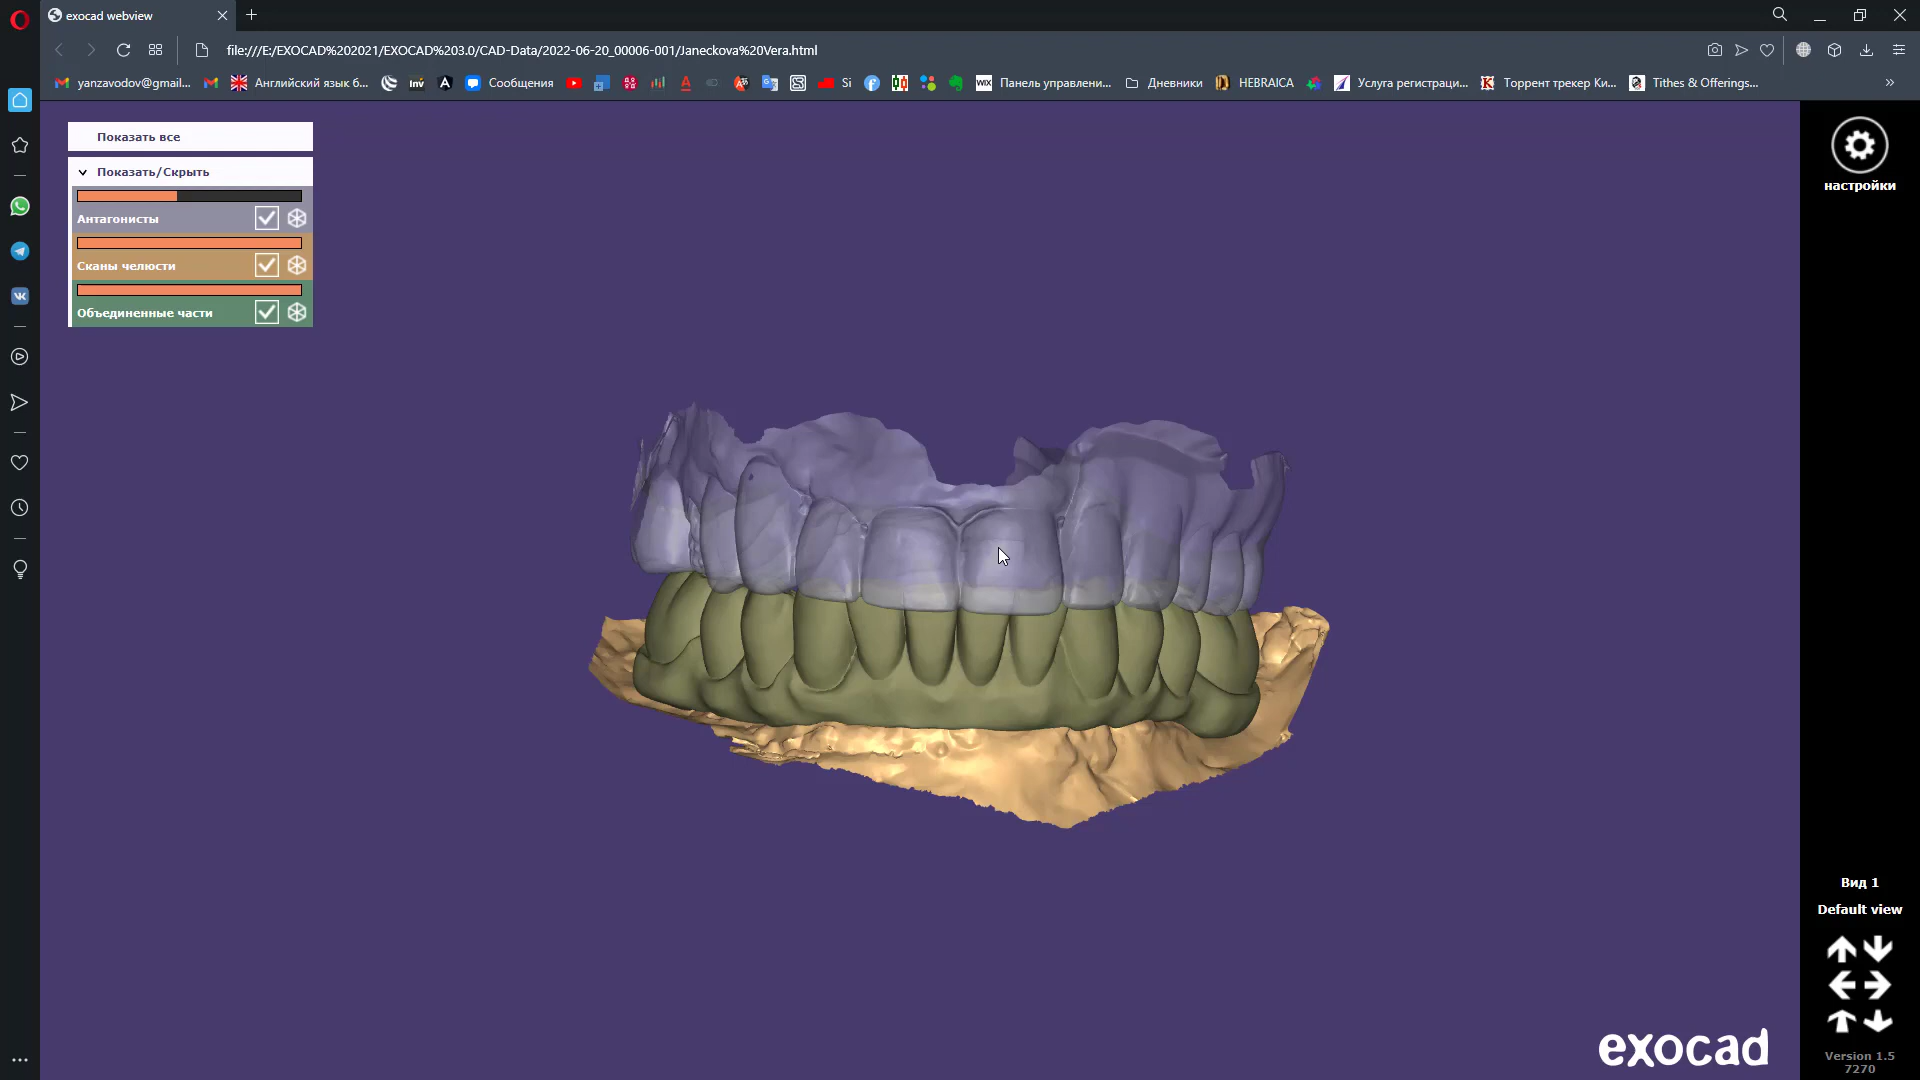 exocad webview
file:///E:/EXOCAD%202021/EXOCAD%203.0/CAD-Data/2022-06-20_00006-001/Janeckova%20Vera.html
yanzavodov@gmail...
Английский язык б...
Inv
A
Сообщения
A
Si
WIX
Панель управлени...
Дневники
HEBRAICA
Услуга регистраци...
K
Торрент трекер Ки...
Tithes & Offerings...
Показать все
настройки
Показать/Скрыть
Антагонисты
Сканы челюсти
Объединенные части
Вид 1
Default view
exocad
Version 1.5
7270